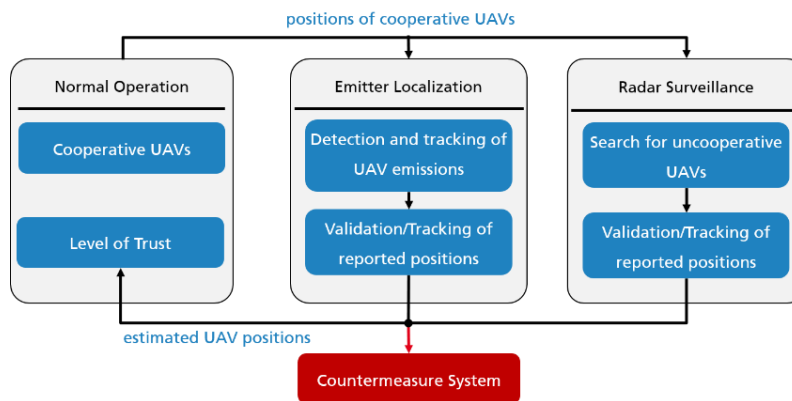 positions of cooperative UAVs
Normal Operation
Cooperative UAVs
Level of Trust
Emitter Localization
Detection and tracking of
UAV emissions
Validation/Tracking of
reported positions
Radar Surveillance
Search for uncooperative
UAVs
Validation/Tracking of
reported positions
estimated UAV positions
Countermeasure System